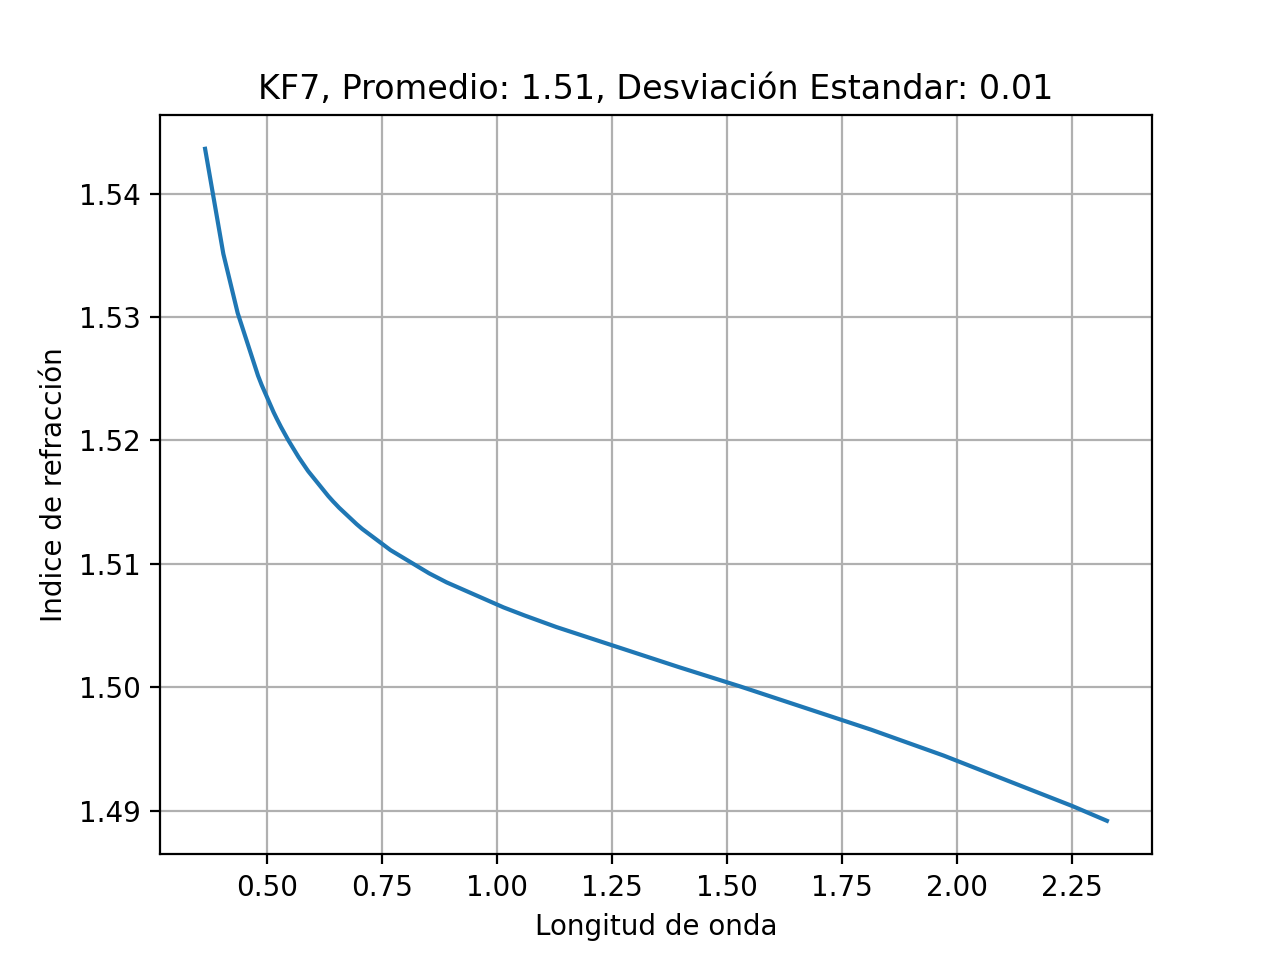 KF7, Promedio: 1.51, Desviación Estandar: 0.01
Indice de refracción
1.54
1.53
1.52
1.51
1.50
1.49
0.50 0.75 1.00 1.25 1.50 1.75 2.00 2.25
Longitud de onda